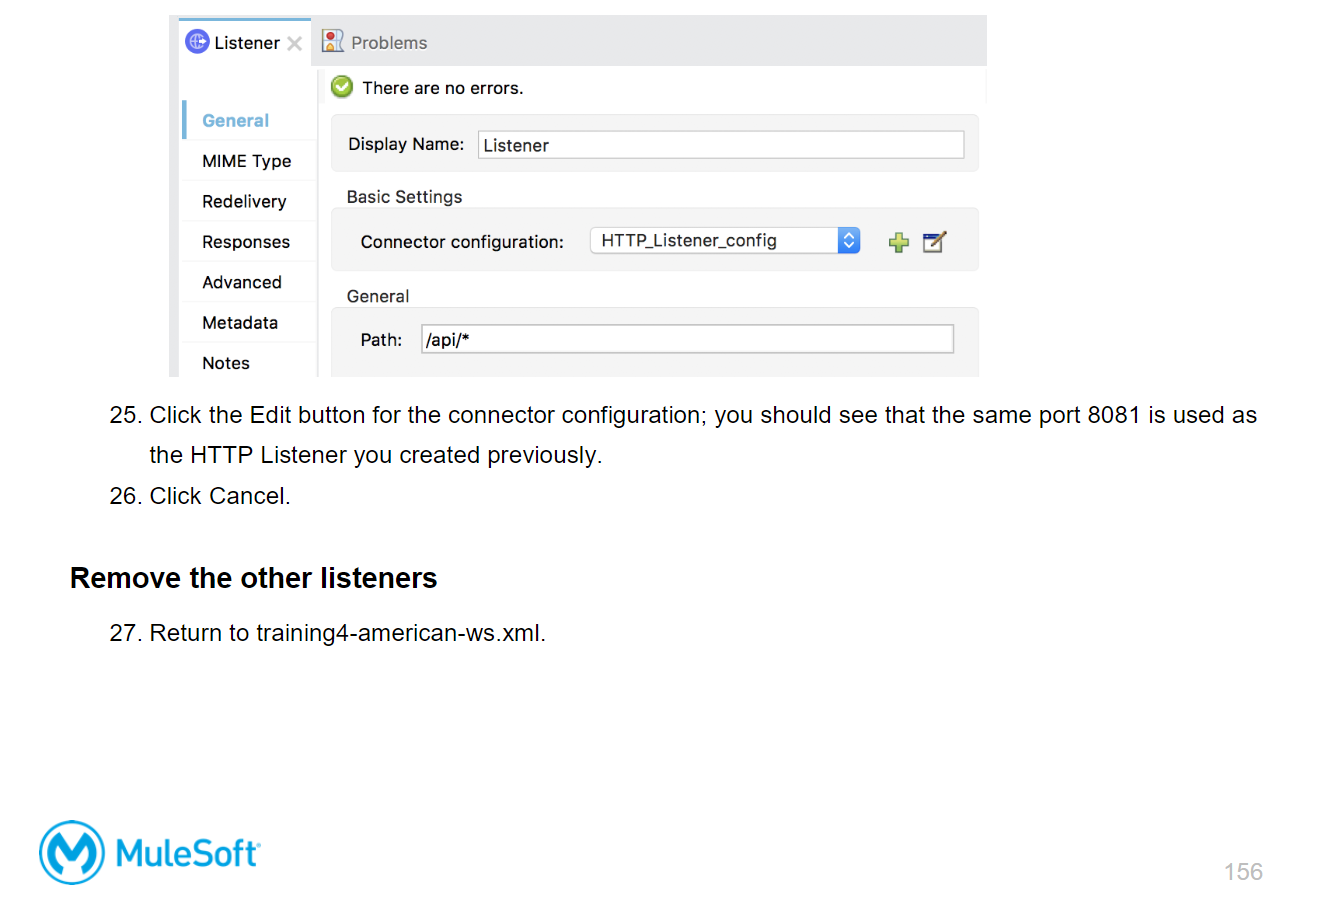 Listener
Problems
There are no errors.
General
MIME Type
Redelivery
Responses
Advanced
Metadata
Notes
Display Name: Listener
Basic Settings
Connector configuration: HTTP_Listener_config
General
Path: /api/*
25. Click the Edit button for the connector configuration; you should see that the same port 8081 is used as
the HTTP Listener you created previously.
26. Click Cancel.
Remove the other listeners
27. Return to training4-american-ws.xml.
MuleSoft
156